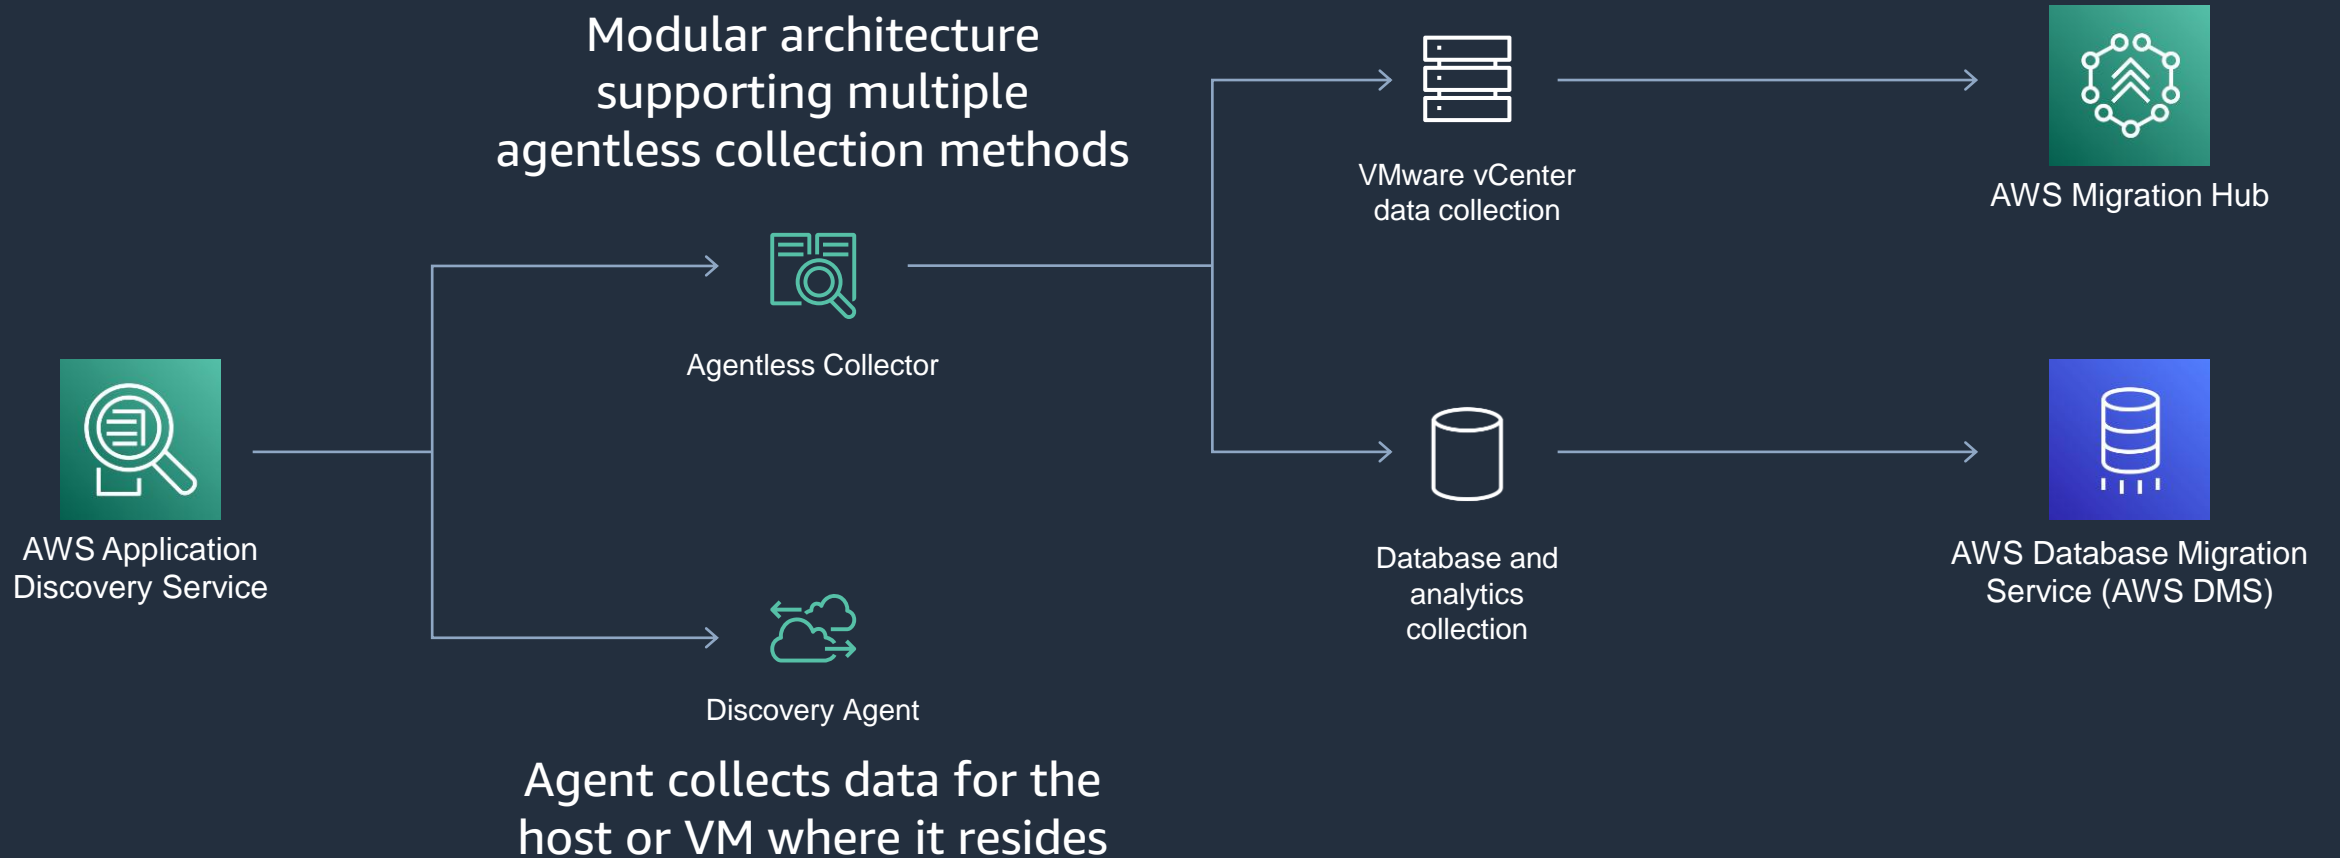 Modular architecture
supporting multiple
agentless collection methods
VMware vCenter
data collection
AWS Migration Hub
Agentless Collector
AWS Application
Discovery Service
Database and
analytics
collection
AWS Database Migration
Service (AWS DMS)
Discovery Agent
Agent collects data for the
host or VM where it resides